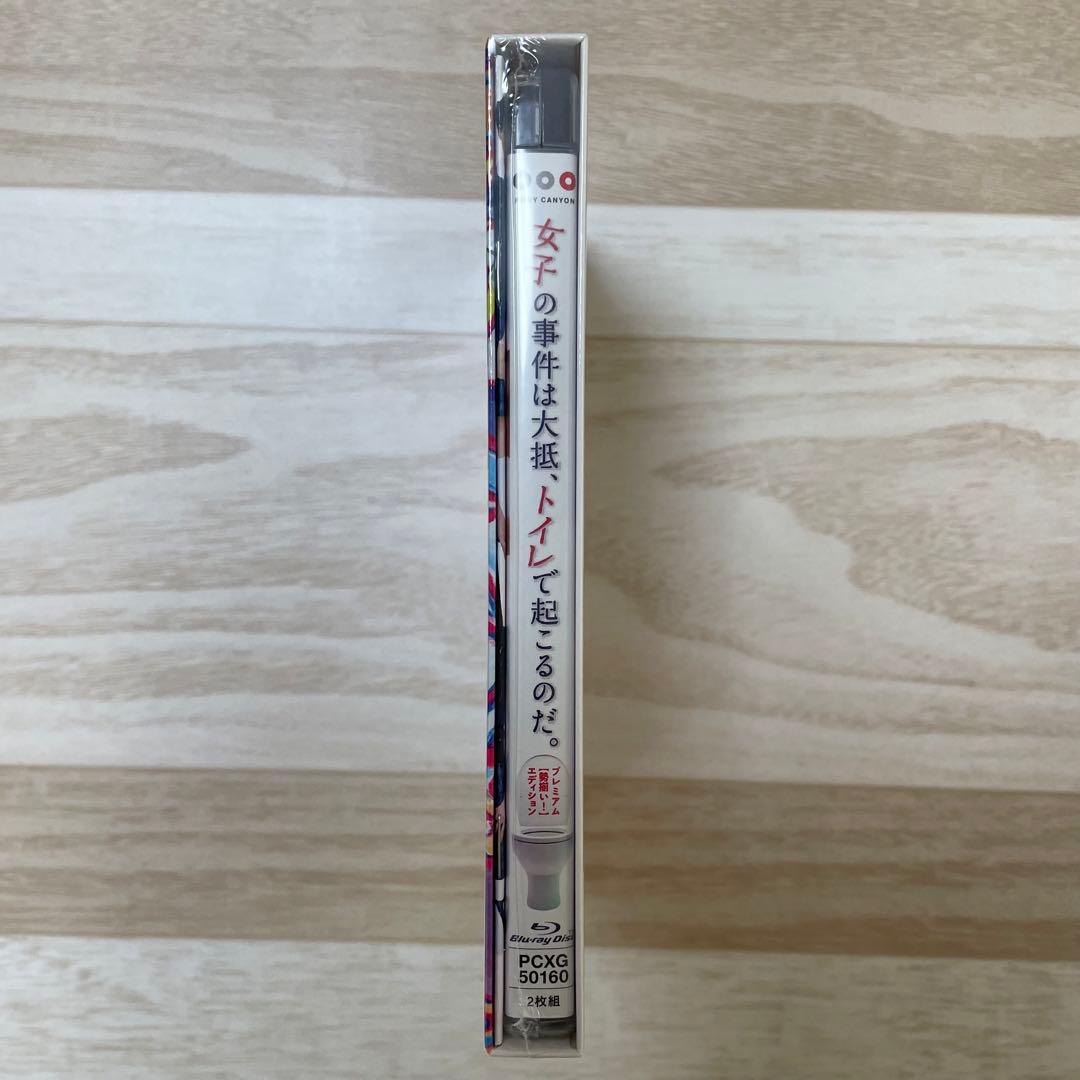 PONY CANYON
女子の事件は大抵、トイレで起こるのだ。
プレミアム
[勢揃い!]
エディション
Blu-ray Disc
PCXG
50160
2枚組